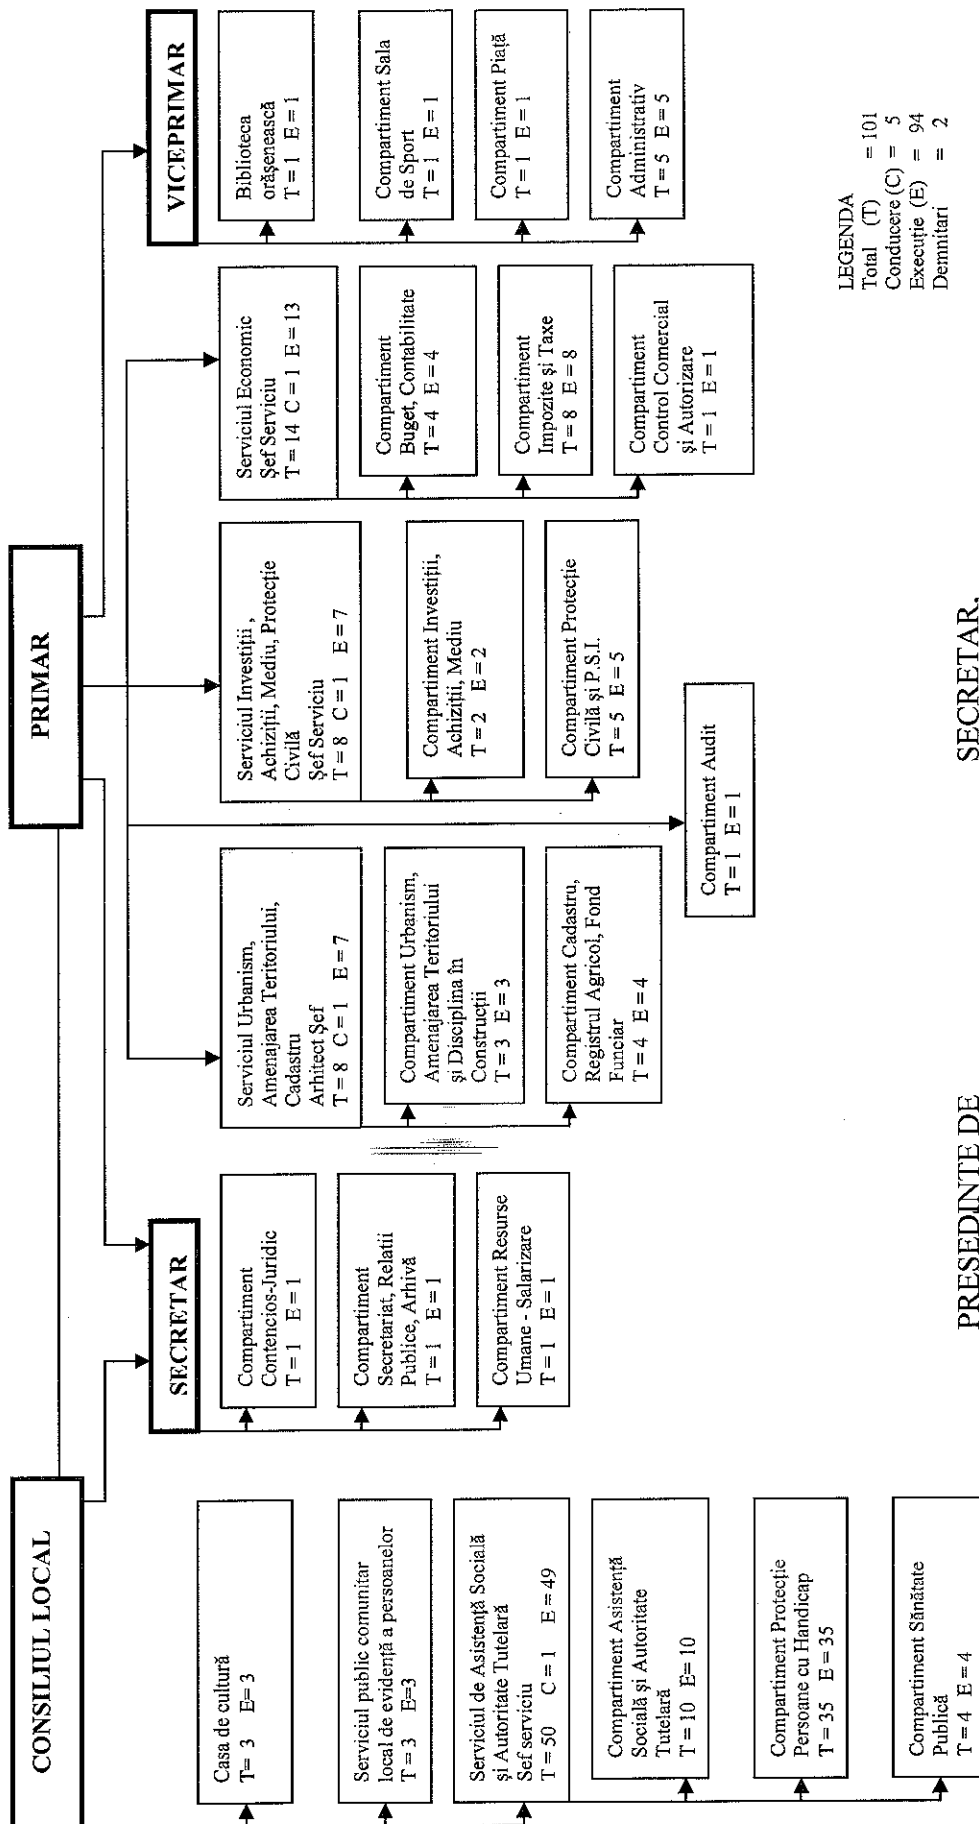 CONSILIUL LOCAL
PRIMAR
SECRETAR
VICEPRIMAR
Casa de cultură
T= 3 E= 3
Serviciul public comunitar
local de evidență a persoanelor
T = 3 E=3
Serviciul de Asistență Socială
și Autoritate Tutelară
Sef serviciu
T = 50 C= 1 E = 49
Compartiment Asistență
Socială și Autoritate
Tutelară
T = 10 E= 10
Compartiment Protecție
Persoane cu Handicap
T = 35 E= 35
Compartiment Sănătate
Publică
T = 4 E= 4
Compartiment
Contencios-Juridic
T = 1 E = 1
Compartiment
Secretariat, Relatii
Publice, Arhivă
T = 1 E = 1
Compartiment Resurse
Umane - Salarizare
T = 1 E = 1
Serviciul Urbanism,
Amenajarea Teritoriului,
Cadastru
Arhitect Șef
T = 8 C= 1 E= 7
Compartiment Urbanism,
Amenajarea Teritoriului
și Disciplina în
Construcții
T = 3 E= 3
Compartiment Cadastru,
Registrul Agricol, Fond
Funciar
T = 4 E= 4
Serviciul Investiții ,
Achiziții, Mediu, Protecție
Civilă
Șef Serviciu
T = 8 C= 1 E= 7
Compartiment Investiții,
Achiziții, Mediu
T = 2 E= 2
Compartiment Protecție
Civilă și P.S.I.
T = 5 E= 5
Compartiment Audit
T = 1 E= 1
Serviciul Economic
Șef Serviciu
T = 14 C = 1 E = 13
Compartiment
Buget, Contabilitate
T = 4 E = 4
Compartiment
Impozite și Taxe
T = 8 E = 8
Compartiment
Control Comercial
și Autorizare
T = 1 E = 1
Biblioteca
orășenească
T = 1 E = 1
Compartiment Sala
de Sport
T = 1 E = 1
Compartiment Piață
T = 1 E = 1
Compartiment
Administrativ
T = 5 E = 5
LEGENDA
Total (T) = 101
Conducere (C) = 5
Execuție (E) = 94
Demnitari = 2
PRESEDINTE DE
SECRETAR,